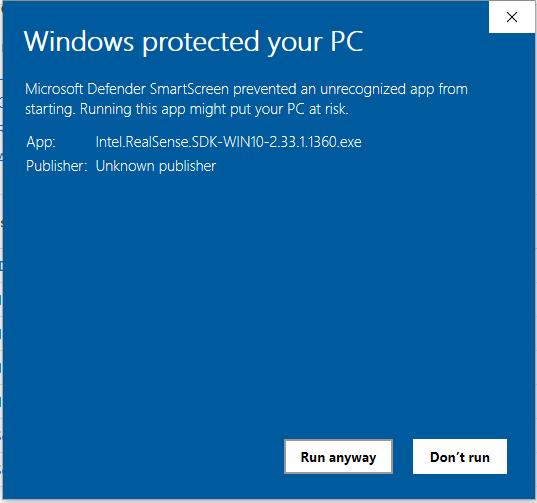 Windows protected your PC
Microsoft Defender SmartScreen prevented an unrecognized app from
starting. Running this app might put your PC at risk.
App: Intel.RealSense.SDK-WIN10-2.33.1.1360.exe
Publisher: Unknown publisher
Run anyway Don't run